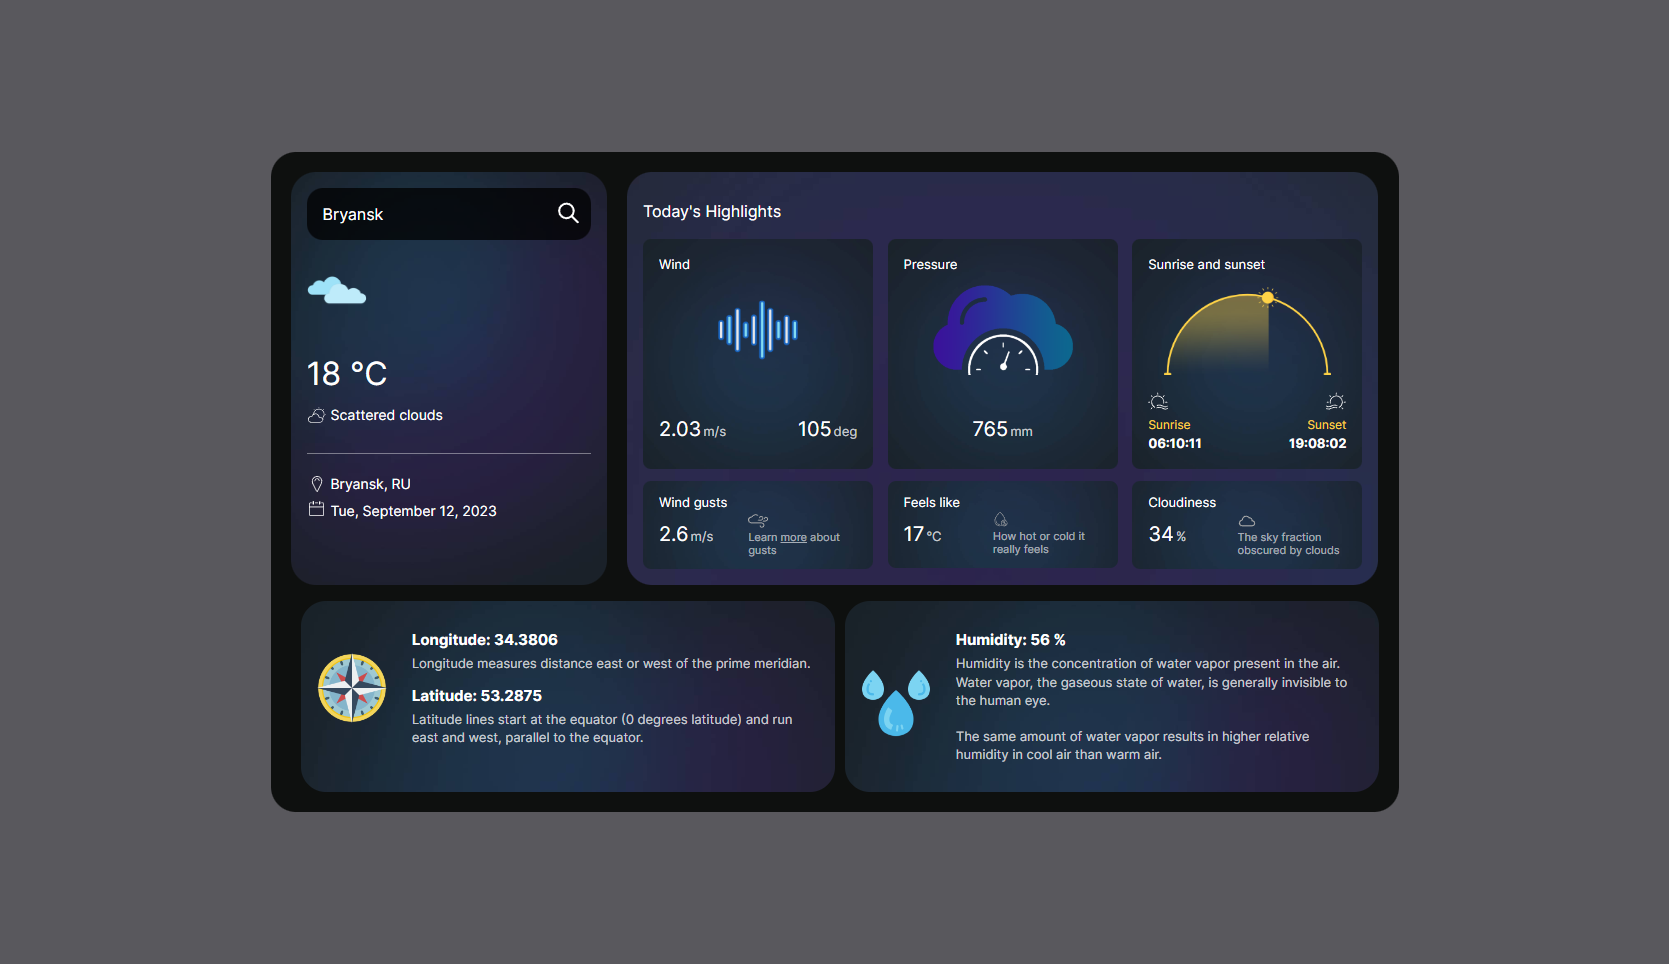 Bryansk
18 °C
Scattered clouds
Bryansk, RU
Tue, September 12, 2023
Today's Highlights
Wind
2.03 m/s
105 deg
Pressure
765 mm
Sunrise and sunset
Sunrise
06:10:11
Sunset
19:08:02
Wind gusts
2.6 m/s
Learn more about
gusts
Feels like
17 °C
How hot or cold it
really feels
Cloudiness
34 %
The sky fraction
obscured by clouds
Longitude: 34.3806
Longitude measures distance east or west of the prime meridian.
Latitude: 53.2875
Latitude lines start at the equator (0 degrees latitude) and run
east and west, parallel to the equator.
Humidity: 56 %
Humidity is the concentration of water vapor present in the air.
Water vapor, the gaseous state of water, is generally invisible to
the human eye.
The same amount of water vapor results in higher relative
humidity in cool air than warm air.